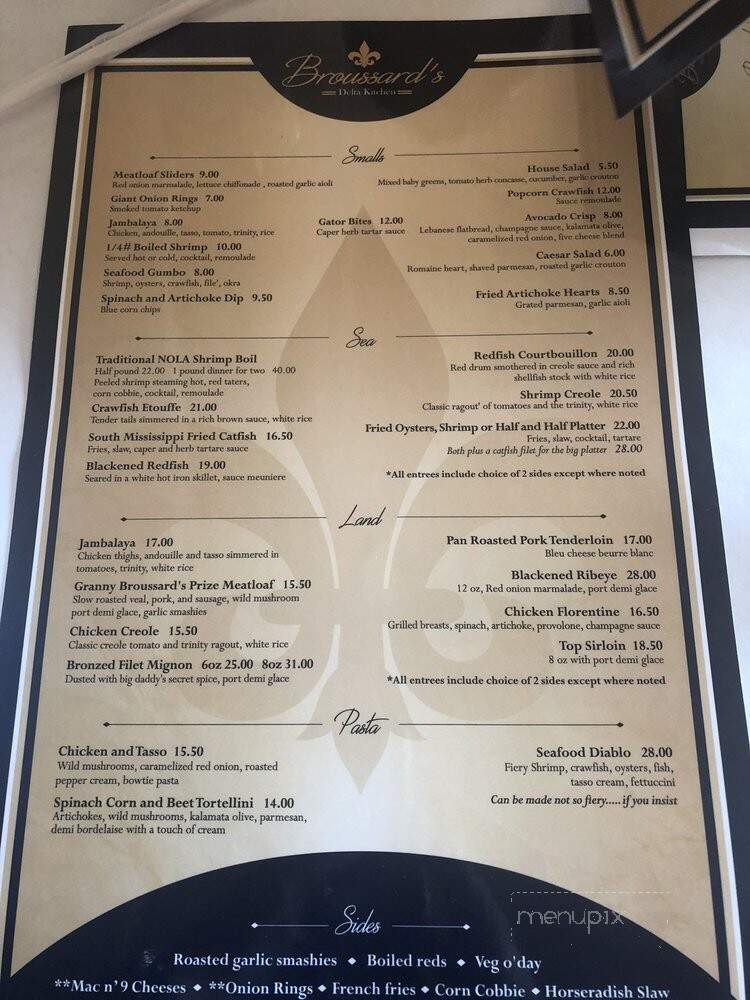 Broussard's
Delta Kitchen
Smalls
Meatloaf Sliders 9.00
Red onion marmalade, lettuce chiffonade , roasted garlic aioli
Giant Onion Rings 7.00
Smoked tomato ketchup
Jambalaya 8.00
Chicken, andouille, tasso, tomato, trinity, rice
1/4# Boiled Shrimp 10.00
Served hot or cold, cocktail, remoulade
Seafood Gumbo 8.00
Shrimp, oysters, crawfish, file', okra
Spinach and Artichoke Dip 9.50
Blue corn chips
Gator Bites 12.00
Caper herb tartar sauce
House Salad 5.50
Mixed baby greens, tomato herb concasse, cucumber, garlic crouton
Popcorn Crawfish 12.00
Sauce remoulade
Avocado Crisp 8.00
Lebanese flatbread, champagne sauce, kalamata olive,
caramelized red onion, five cheese blend
Caesar Salad 6.00
Romaine heart, shaved parmesan, roasted garlic crouton
Fried Artichoke Hearts 8.50
Grated parmesan, garlic aioli
Sea
Traditional NOLA Shrimp Boil
Half pound 22.00 1 pound dinner for two 40.00
Peeled shrimp steaming hot, red taters,
corn cobbie, cocktail, remoulade
Crawfish Etouffe 21.00
Tender tails simmered in a rich brown sauce, white rice
South Mississippi Fried Catfish 16.50
Fries, slaw, caper and herb tartare sauce
Blackened Redfish 19.00
Seared in a white hot iron skillet, sauce meuniere
Redfish Courtbouillon 20.00
Red drum smothered in creole sauce and rich
shellfish stock with white rice
Shrimp Creole 20.50
Classic ragout' of tomatoes and the trinity, white rice
Fried Oysters, Shrimp or Half and Half Platter 22.00
Fries, slaw, cocktail, tartare
Both plus a catfish filet for the big platter 28.00
*All entrees include choice of 2 sides except where noted
Land
Jambalaya 17.00
Chicken thighs, andouille and tasso simmered in
tomatoes, trinity, white rice
Granny Broussard's Prize Meatloaf 15.50
Slow roasted veal, pork, and sausage, wild mushroom
port demi glace, garlic smashies
Chicken Creole 15.50
Classic creole tomato and trinity ragout, white rice
Bronzed Filet Mignon 6oz 25.00 8oz 31.00
Dusted with big daddy's secret spice, port demi glace
Pan Roasted Pork Tenderloin 17.00
Bleu cheese beurre blanc
Blackened Ribeye 28.00
12 oz, Red onion marmalade, port demi glace
Chicken Florentine 16.50
Grilled breasts, spinach, artichoke, provolone, champagne sauce
Top Sirloin 18.50
8 oz with port demi glace
*All entrees include choice of 2 sides except where noted
Pasta
Chicken and Tasso 15.50
Wild mushrooms, caramelized red onion, roasted
pepper cream, bowtie pasta
Spinach Corn and Beet Tortellini 14.00
Artichokes, wild mushrooms, kalamata olive, parmesan,
demi bordelaise with a touch of cream
Seafood Diablo 28.00
Fiery Shrimp, crawfish, oysters, fish,
tasso cream, fettuccini
Can be made not so fiery..... if you insist
Sides
Roasted garlic smashies ◆ Boiled reds ◆ Veg o'day
**Mac n' 9 Cheeses ◆ **Onion Rings ◆ French fries ◆ Corn Cobbie ◆ Horseradish Slaw
menupix